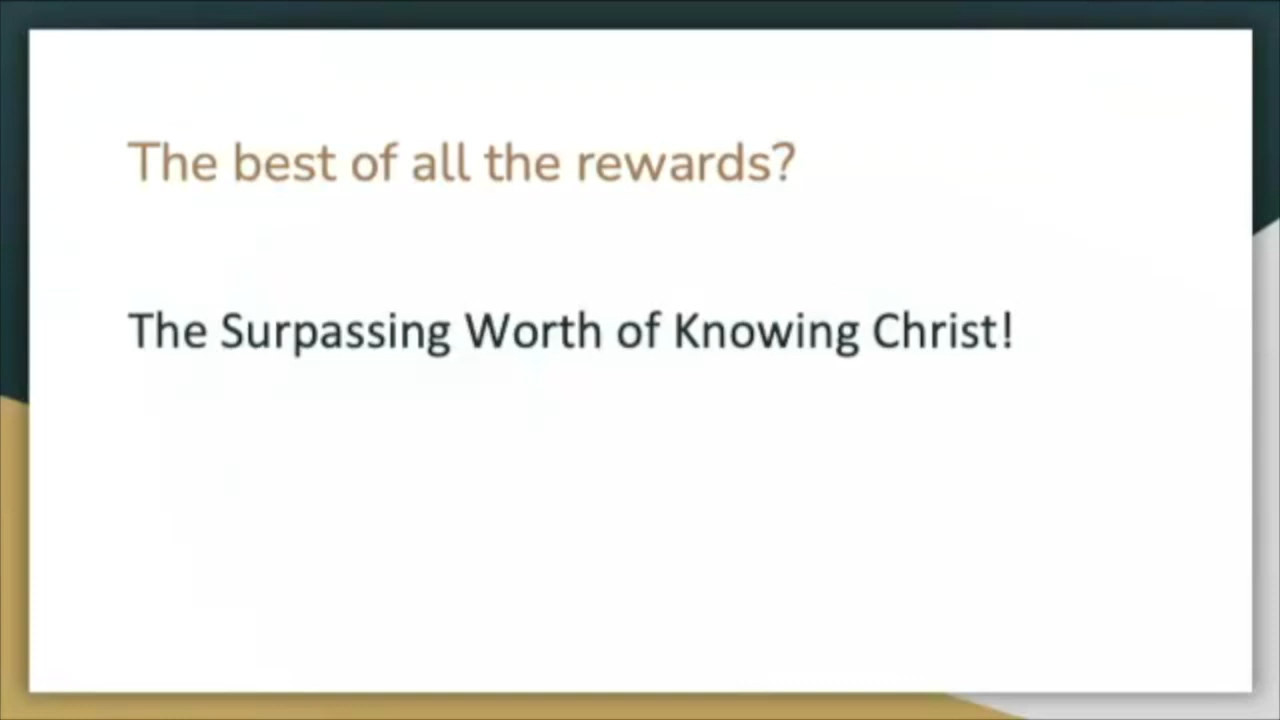 The best of all the rewards?
The Surpassing Worth of Knowing Christ!